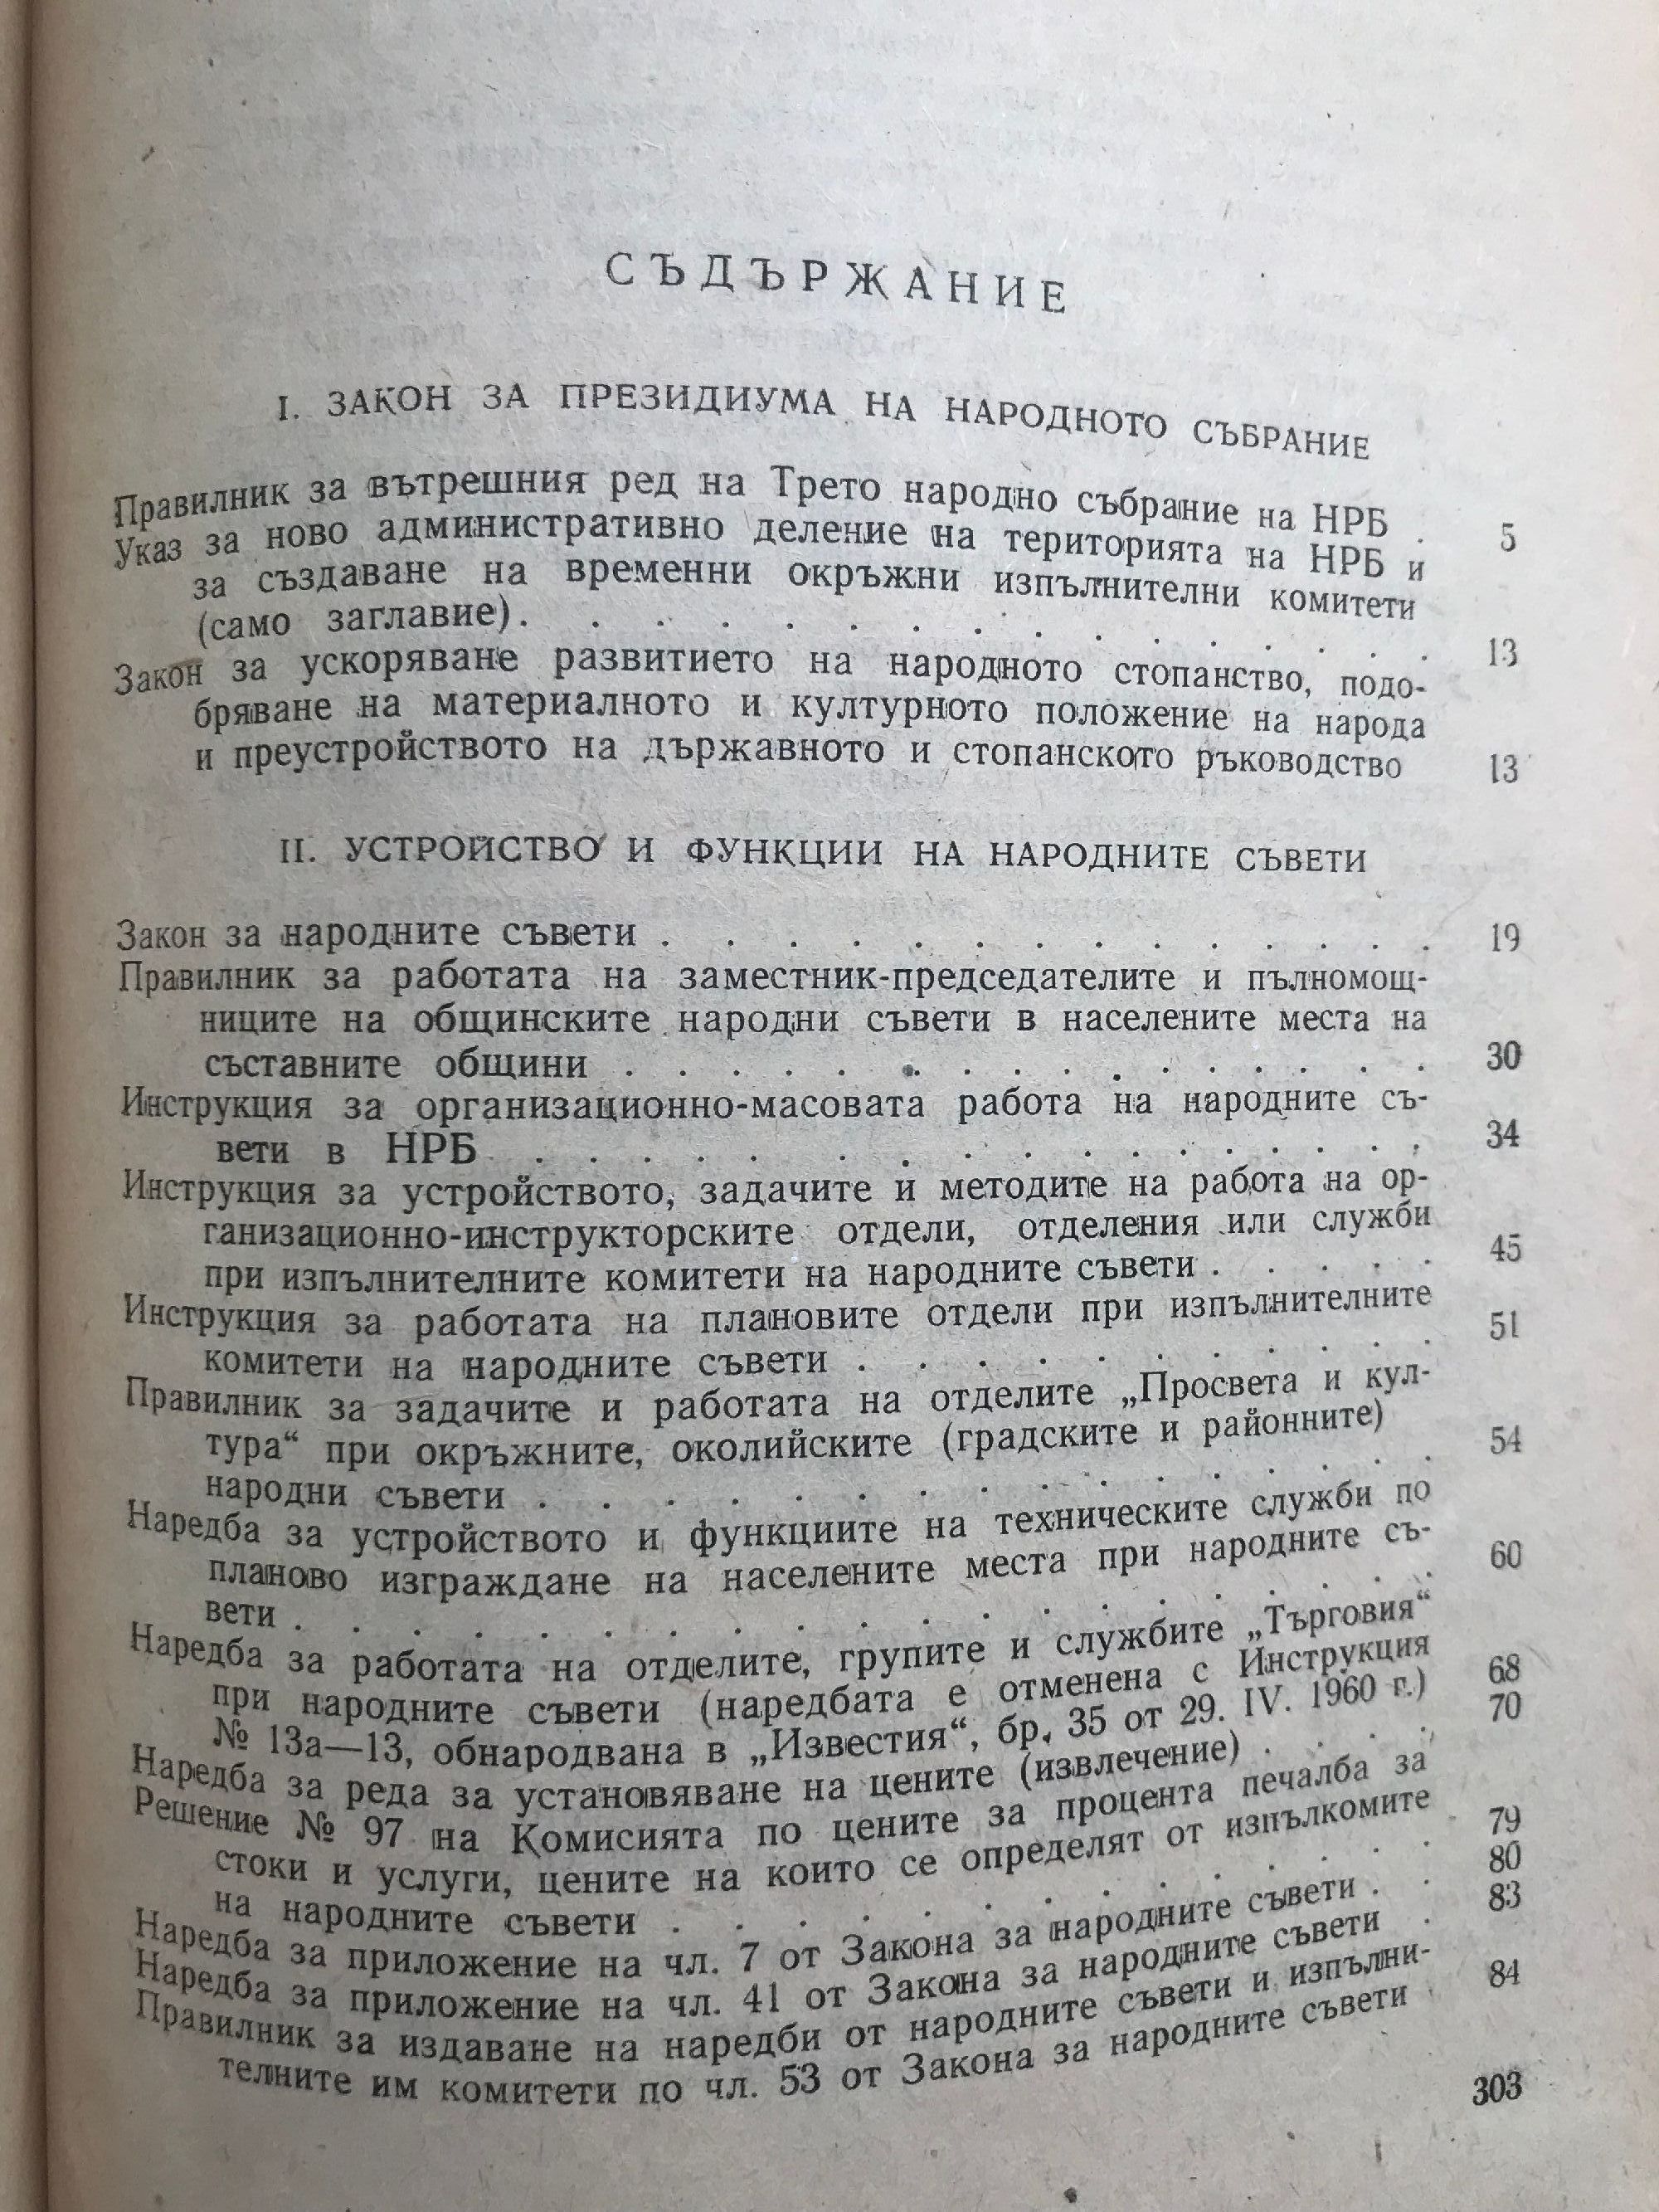 СЪДЪРЖАНИЕ
I. ЗАКОН ЗА ПРЕЗИДИУМА НА НАРОДНОТО СЪБРАНИЕ
Правилник за вътрешния ред на Трето народно събрание на НРБ . 5
Указ за ново административно деление на територията на НРБ и
за създаване на временни окръжни изпълнителни комитети
(само заглавие). . . . . . . . . . . . . . . 13
Закон за ускоряване развитието на народното стопанство, подо-
бряване на материалното и културното положение на народа
и преустройството на държавното и стопанското ръководство 13
II. УСТРОЙСТВО И ФУНКЦИИ НА НАРОДНИТЕ СЪВЕТИ
Закон за народните съвети . . . . . . . . . . . . . 19
Правилник за работата на заместник-председателите и пълномощ-
ниците на общинските народни съвети в населените места на
съставните общини . . . . . . . . . . . . . . 30
Инструкция за организационно-масовата работа на народните съ-
вети в НРБ . . . . . . . . . . . . . . . 34
Инструкция за устройството, задачите и методите на работа на ор-
ганизационно-инструкторските отдели, отделения или служби
при изпълнителните комитети на народните съвети . . . . . 45
Инструкция за работата на плановите отдели при изпълнителните
комитети на народните съвети . . . . . . . . . . 51
Правилник за задачите и работата на отделите „Просвета и кул-
тура“ при окръжните, околийските (градските и районните)
народни съвети . . . . . . . . . . . . . . . 54
Наредба за устройството и функциите на техническите служби по
планово изграждане на населените места при народните съ-
вети . . . . . . . . . . . . . . . . . . . 60
Наредба за работата на отделите, групите и службите „Търговия“
при народните съвети (наредбата е отменена с Инструкция
№ 13а—13, обнародвана в „Известия“, бр. 35 от 29. IV. 1960 г.) 68
Наредба за реда за установяване на цените (извлечение) . . . . 70
Решение № 97 на Комисията по цените за процента печалба за
стоки и услуги, цените на които се определят от изпълкомите
на народните съвети . . . . . . . . . . . . . 79
Наредба за приложение на чл. 7 от Закона за народните съвети . . 80
Наредба за приложение на чл. 41 от Закона за народните съвети . 83
Правилник за издаване на наредби от народните съвети и изпълни-
телните им комитети по чл. 53 от Закона за народните съвети . 84
303